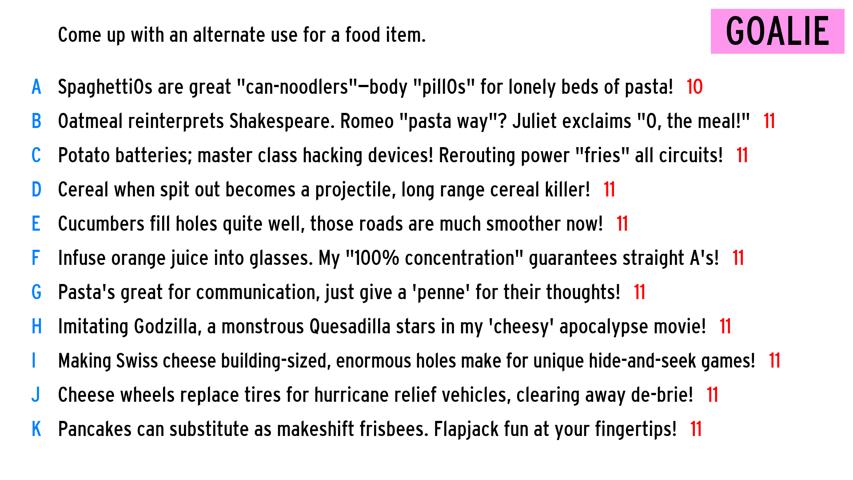 Come up with an alternate use for a food item.
GOALIE
A SpaghettiOs are great "can-noodlers"—body "pillOs" for lonely beds of pasta! 10
B Oatmeal reinterprets Shakespeare. Romeo "pasta way"? Juliet exclaims "O, the meal!" 11
C Potato batteries; master class hacking devices! Rerouting power "fries" all circuits! 11
D Cereal when spit out becomes a projectile, long range cereal killer! 11
E Cucumbers fill holes quite well, those roads are much smoother now! 11
F Infuse orange juice into glasses. My "100% concentration" guarantees straight A's! 11
G Pasta's great for communication, just give a 'penne' for their thoughts! 11
H Imitating Godzilla, a monstrous Quesadilla stars in my 'cheesy' apocalypse movie! 11
I Making Swiss cheese building-sized, enormous holes make for unique hide-and-seek games! 11
J Cheese wheels replace tires for hurricane relief vehicles, clearing away de-brie! 11
K Pancakes can substitute as makeshift frisbees. Flapjack fun at your fingertips! 11